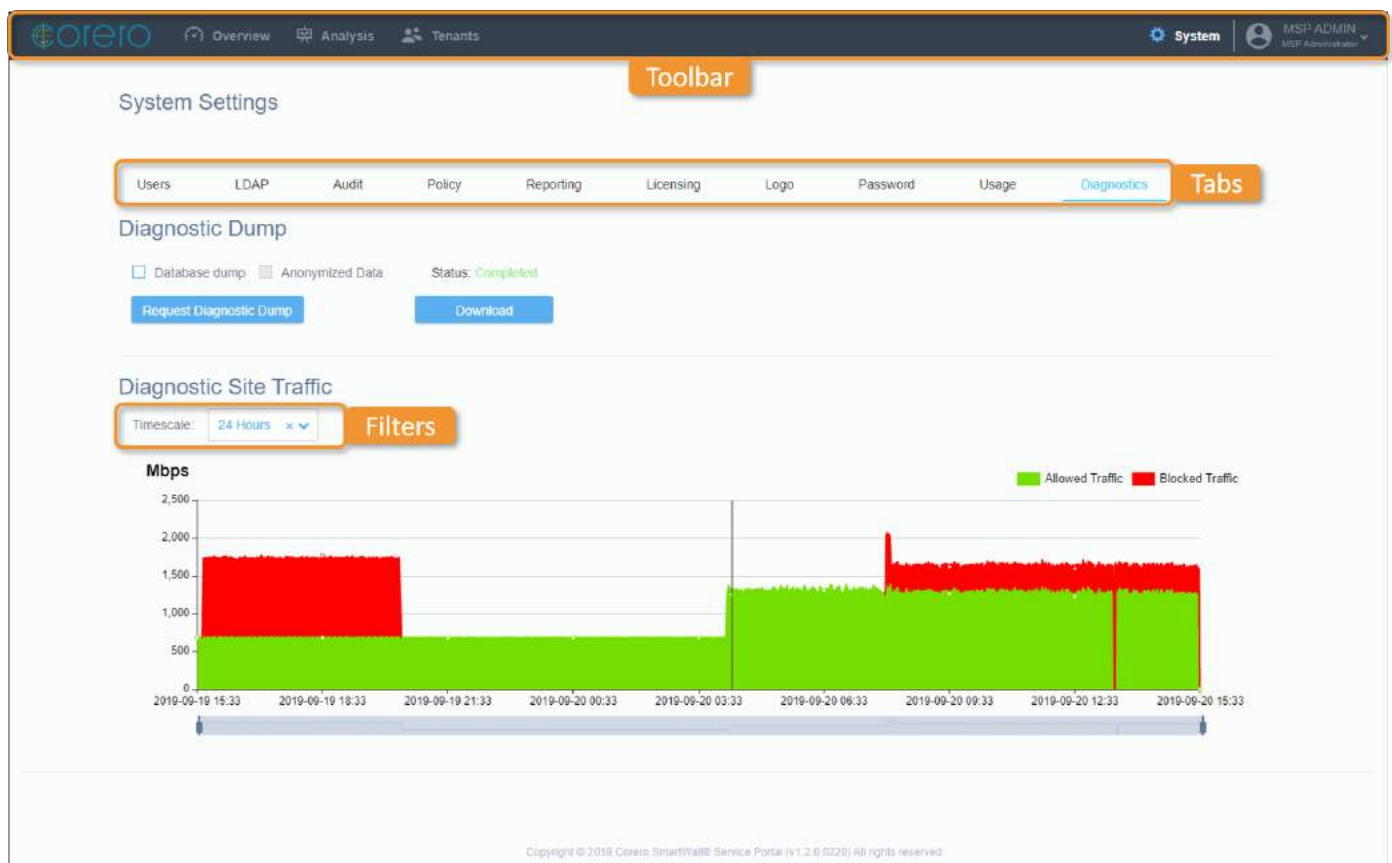 corero Overview Analysis Tenants System MSP ADMIN
MSP Administrator
Toolbar
System Settings
Users LDAP Audit Policy Reporting Licensing Logo Password Usage Diagnostics Tabs
Diagnostic Dump
Database dump Anonymized Data Status: Completed
Request Diagnostic Dump Download
Diagnostic Site Traffic
Timescale: 24 Hours x Filters
Mbps
Allowed Traffic Blocked Traffic
2,500
2,000
1,500
1,000
500
0
2019-09-19 15:33 2019-09-19 18:33 2019-09-19 21:33 2019-09-20 00:33 2019-09-20 03:33 2019-09-20 06:33 2019-09-20 09:33 2019-09-20 12:33 2019-09-20 15:33
Copyright © 2019 Corero SmartWall® Service Portal (v1.2.0.0220) All rights reserved.